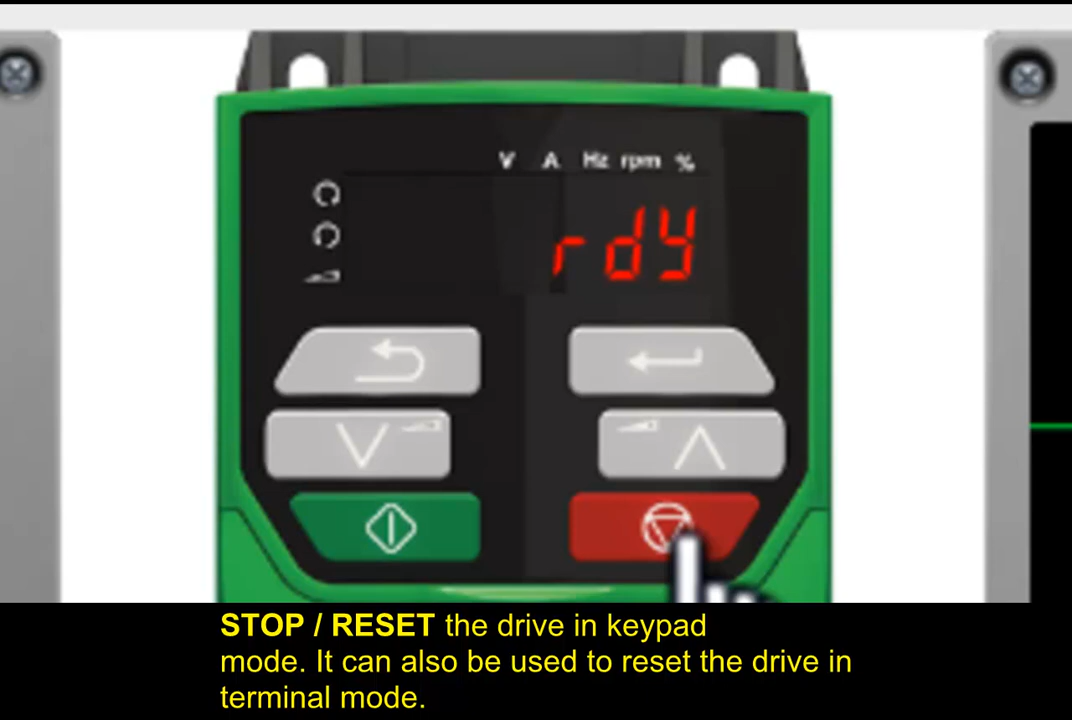 V A Hz rpm %
rdy
STOP / RESET the drive in keypad
mode. It can also be used to reset the drive in
terminal mode.